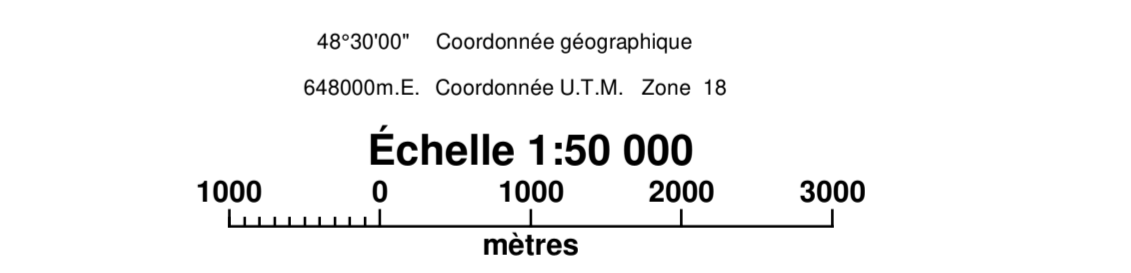 48°30'00" Coordonnée géographique
648000m.E. Coordonnée U.T.M. Zone 18
Échelle 1:50 000
1000 0 1000 2000 3000
mètres